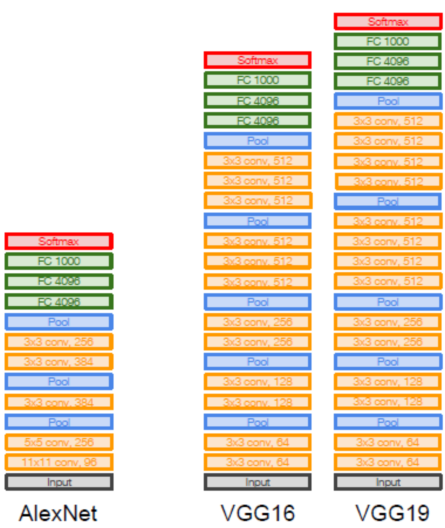 Softmax
FC 1000
FC 4096
FC 4096
Pool
3x3 conv, 256
3x3 conv, 384
Pool
3x3 conv, 384
Pool
5x5 conv, 256
11x11 conv, 96
Input
AlexNet
Softmax
FC 1000
FC 4096
FC 4096
Pool
3x3 conv, 512
3x3 conv, 512
3x3 conv, 512
Pool
3x3 conv, 512
3x3 conv, 512
3x3 conv, 512
Pool
3x3 conv, 256
3x3 conv, 256
Pool
3x3 conv, 128
3x3 conv, 128
Pool
3x3 conv, 64
3x3 conv, 64
Input
VGG16
Softmax
FC 1000
FC 4096
FC 4096
Pool
3x3 conv, 512
3x3 conv, 512
3x3 conv, 512
3x3 conv, 512
Pool
3x3 conv, 512
3x3 conv, 512
3x3 conv, 512
3x3 conv, 512
Pool
3x3 conv, 256
3x3 conv, 256
Pool
3x3 conv, 128
3x3 conv, 128
Pool
3x3 conv, 64
3x3 conv, 64
Input
VGG19